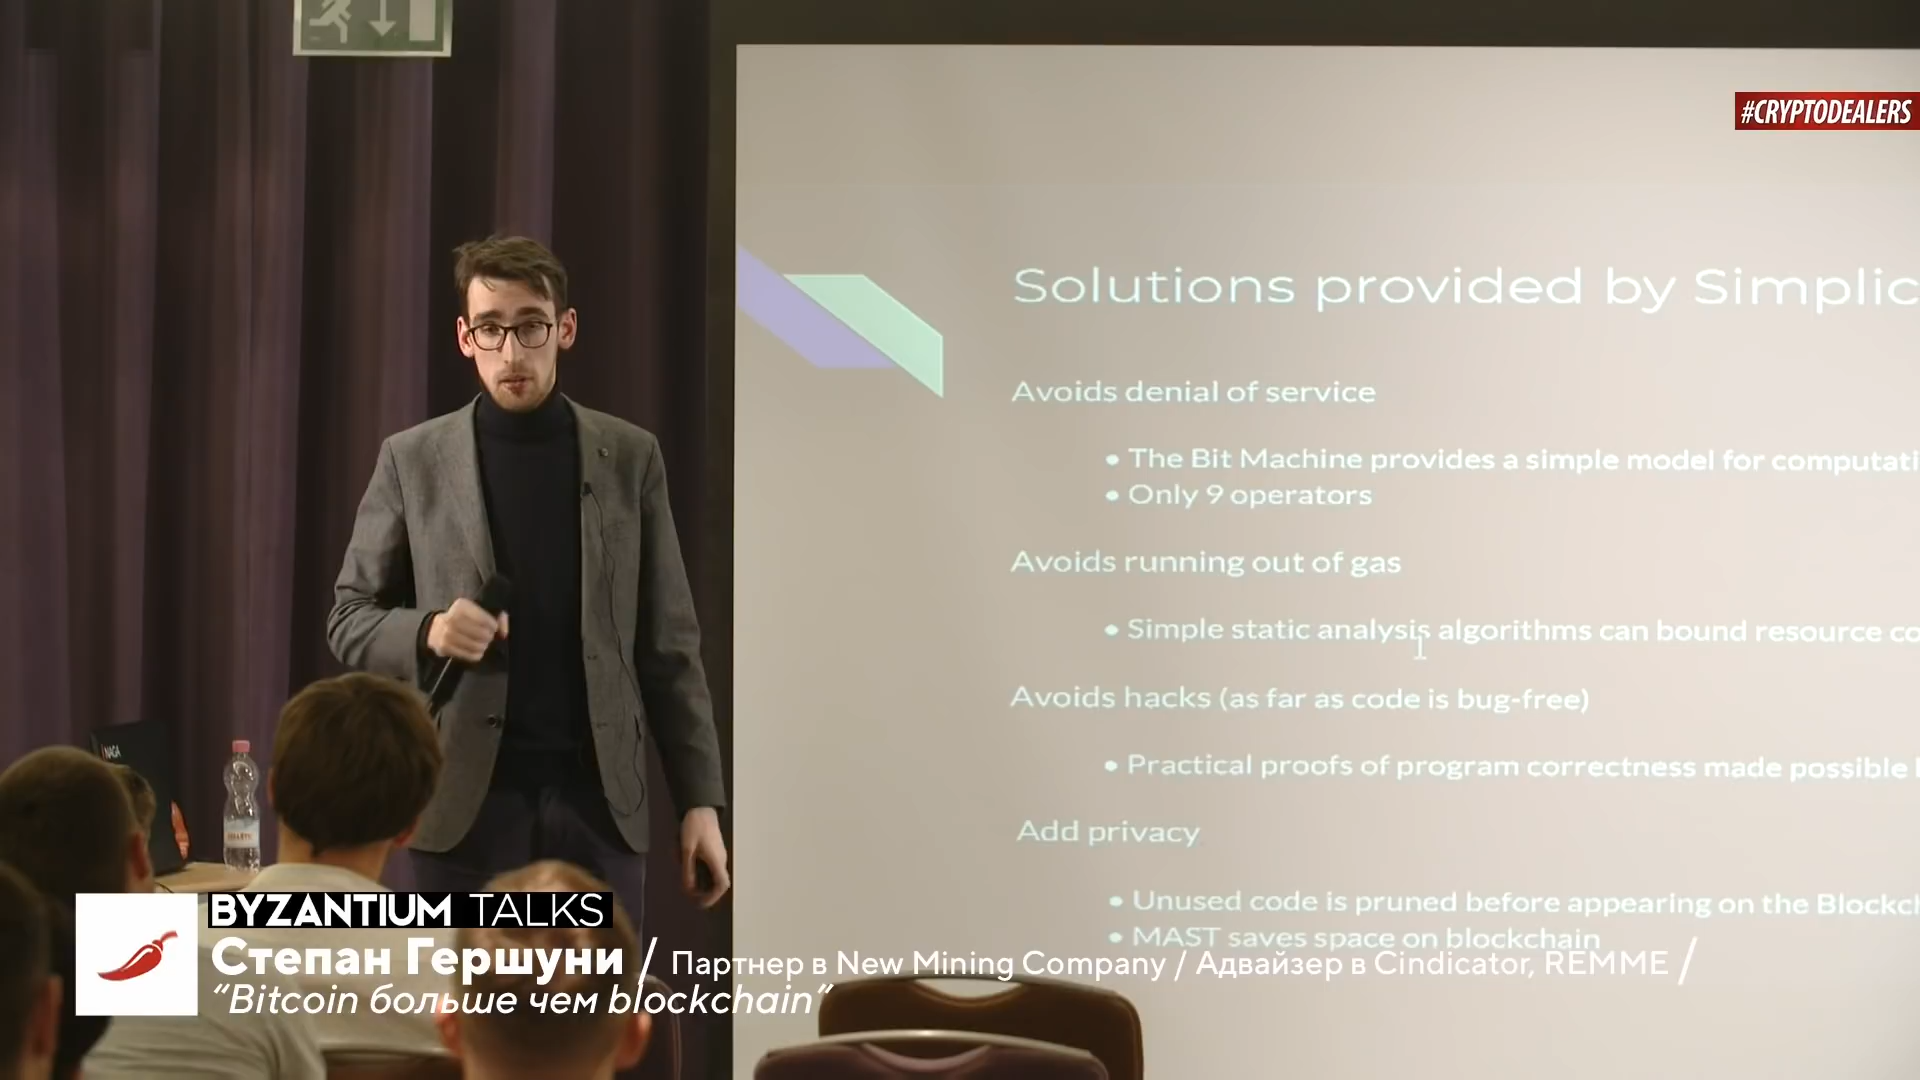 #CRYPTODEALERS
Solutions provided by Simplic
Avoids denial of service
• The Bit Machine provides a simple model for computati
• Only 9 operators
Avoids running out of gas
• Simple static analysis algorithms can bound resource co
Avoids hacks (as far as code is bug-free)
• Practical proofs of program correctness made possible
Add privacy
• Unused code is pruned before appearing on the Blockch
• MAST saves space on blockchain
NAGA
BYZANTIUM TALKS
Степан Гершуни / Партнер в New Mining Company / Адвайзер в Cindicator, REMME /
“Bitcoin больше чем blockchain”